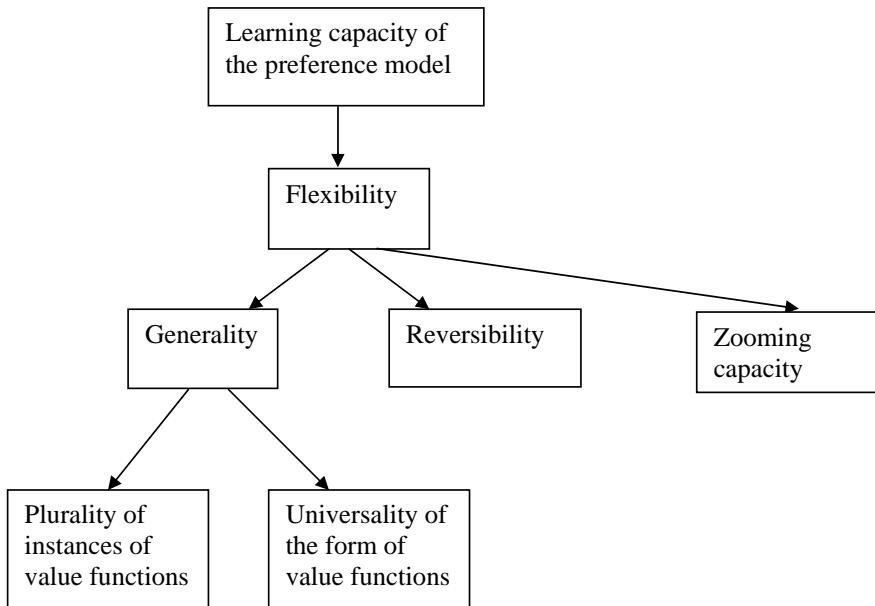 Learning capacity of
the preference model
Flexibility
Generality
Reversibility
Zooming
capacity
Plurality of
instances of
value functions
Universality of
the form of
value functions